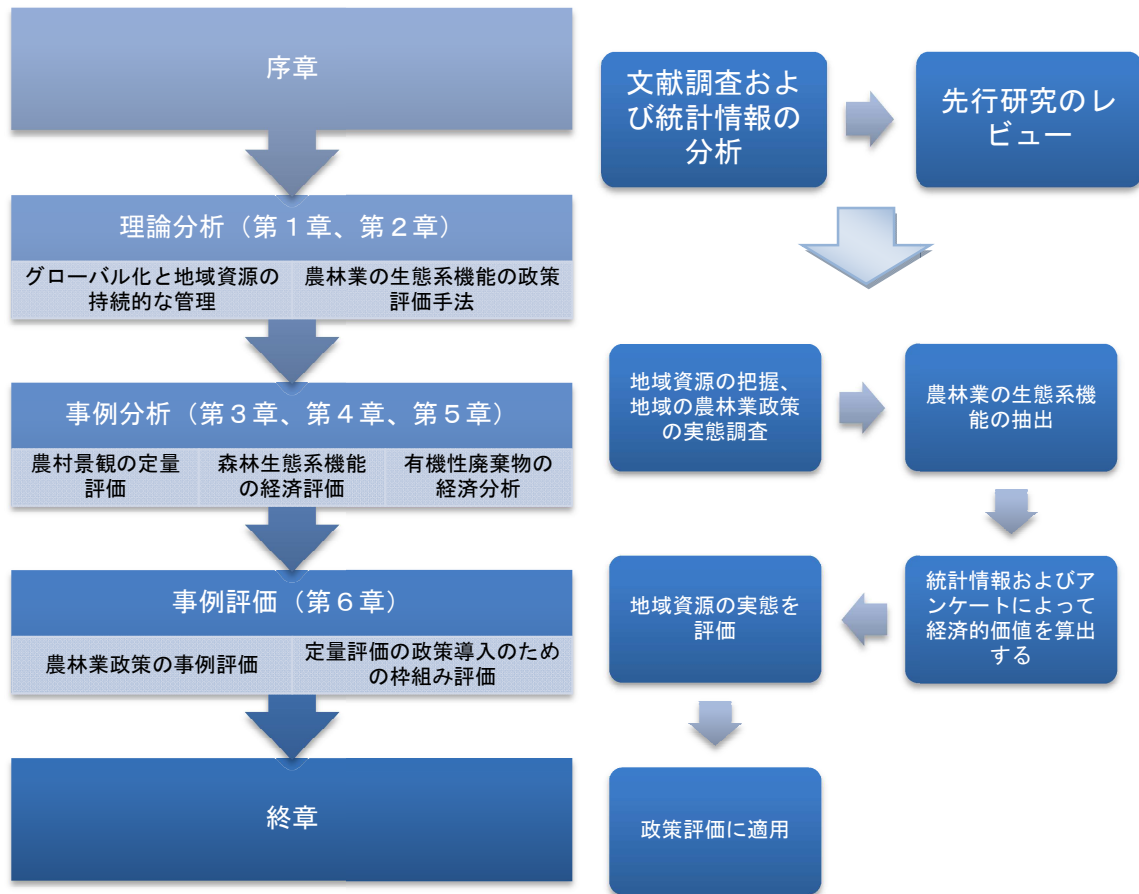 序章
理論分析（第１章、第２章）
グローバル化と地域資源の
持続的な管理
農林業の生態系機能の政策
評価手法
事例分析（第３章、第４章、第５章）
農村景観の定量
評価
森林生態系機能
の経済評価
有機性廃棄物の
経済分析
事例評価（第６章）
農林業政策の事例評価
定量評価の政策導入のため
の枠組み評価
終章
文献調査およ
び統計情報の
分析
先行研究のレ
ビュー
地域資源の把握、
地域の農林業政策
の実態調査
農林業の生態系機
能の抽出
統計情報およびア
ンケートによって
経済的価値を算出
する
地域資源の実態を
評価
政策評価に適用